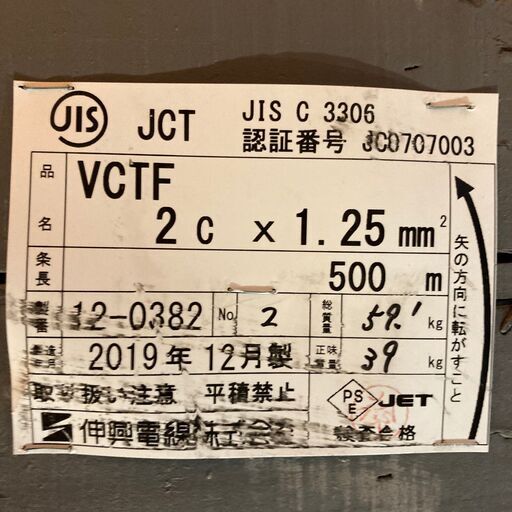 JIS JCT JIS C 3306
認証番号 JC0707003
品名 VCTF
2C × 1.25 mm²
条長 500 m
製番 12-0382 No. 2 総質量 59.1 kg
製造年月 2019年12月製 正味質量 39 kg
取り扱い注意 平積禁止
PS E JET
伸興電線株式会社 検査合格
矢の方向に転がすこと